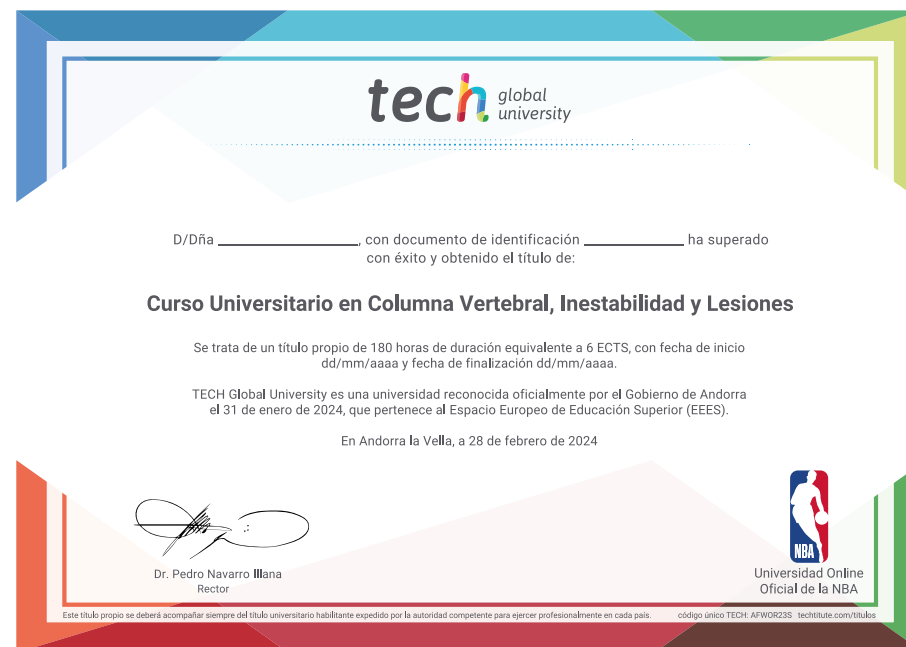 tech global university
D/Dña ____________________, con documento de identificación ______________ ha superado
con éxito y obtenido el título de:
Curso Universitario en Columna Vertebral, Inestabilidad y Lesiones
Se trata de un título propio de 180 horas de duración equivalente a 6 ECTS, con fecha de inicio
dd/mm/aaaa y fecha de finalización dd/mm/aaaa.
TECH Global University es una universidad reconocida oficialmente por el Gobierno de Andorra
el 31 de enero de 2024, que pertenece al Espacio Europeo de Educación Superior (EEES).
En Andorra la Vella, a 28 de febrero de 2024
Dr. Pedro Navarro Illana
Rector
NBA
Universidad Online
Oficial de la NBA
Este título propio se deberá acompañar siempre del título universitario habilitante expedido por la autoridad competente para ejercer profesionalmente en cada país.
código único TECH: AFWOR23S techtitute.com/titulos